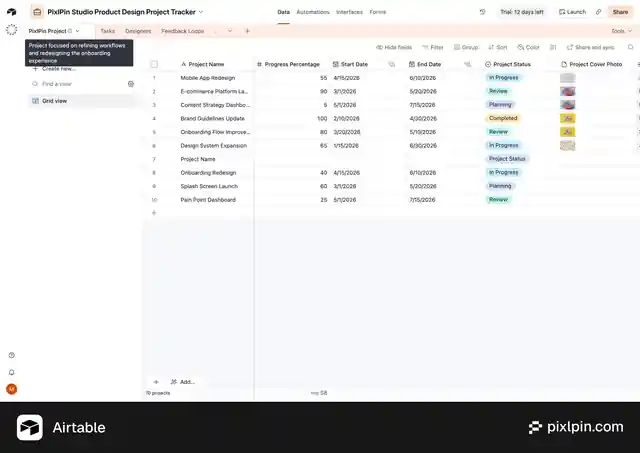 PixlPin Studio Product Design Project Tracker
Data Automations Interfaces Forms
Trial: 12 days left
Launch
Share
PixlPin Project
Tasks
Designers
Feedback Loops
Tools
Project focused on refining workflows
and redesigning the onboarding
experience
Create new...
Find a view
Grid view
Hide fields
Filter
Group
Sort
Color
Share and sync
Project Name Progress Percentage Start Date End Date Project Status Project Cover Photo
1 Mobile App Redesign 55 4/15/2026 6/10/2026 In Progress
2 E-commerce Platform La... 90 3/1/2026 5/20/2026 Review
3 Content Strategy Dashbo... 5 5/1/2026 7/15/2026 Planning
4 Brand Guidelines Update 100 2/10/2026 4/30/2026 Completed
5 Onboarding Flow Improve... 80 3/20/2026 5/10/2026 Review
6 Design System Expansion 65 1/15/2026 6/30/2026 In Progress
7 Project Name Project Status
8 Onboarding Redesign 40 4/15/2026 6/10/2026 In Progress
9 Splash Screen Launch 60 3/1/2026 5/20/2026 Planning
10 Pain Point Dashboard 25 5/1/2026 7/15/2026 Review
Add...
10 projects
Avg 58
M
Airtable
pixlpin.com